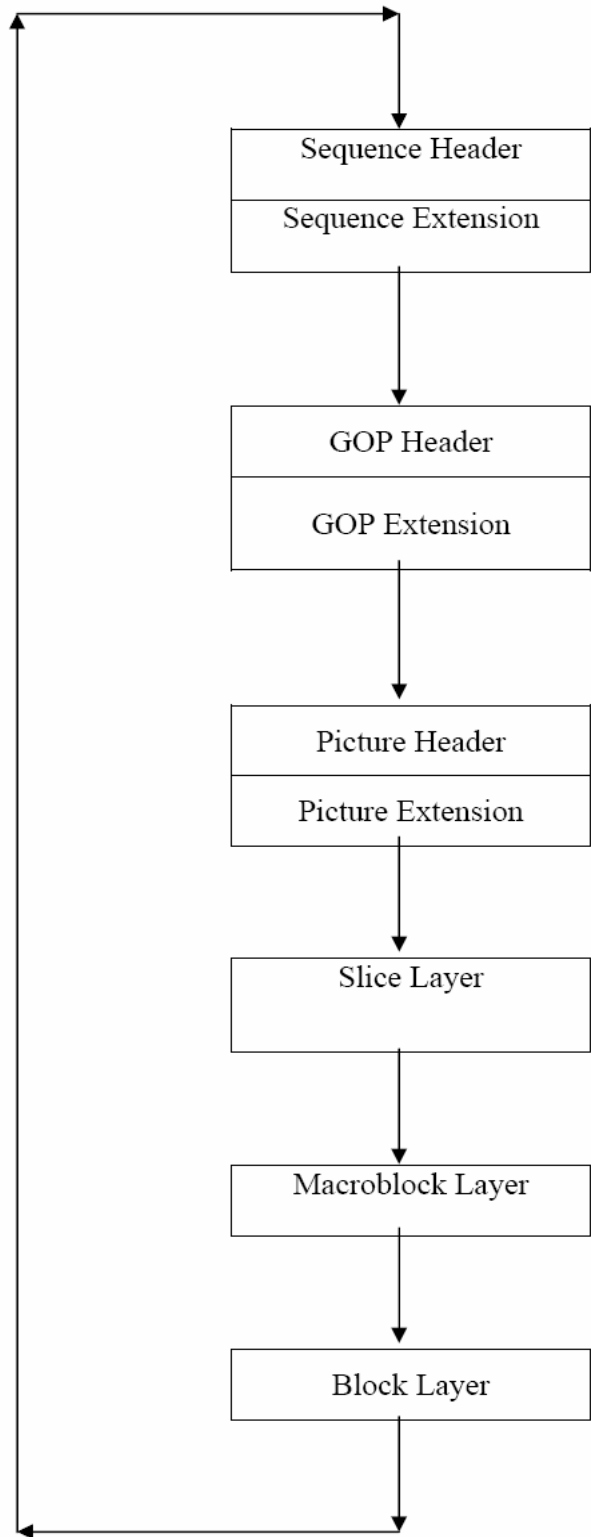 Sequence Header
Sequence Extension
GOP Header
GOP Extension
Picture Header
Picture Extension
Slice Layer
Macroblock Layer
Block Layer